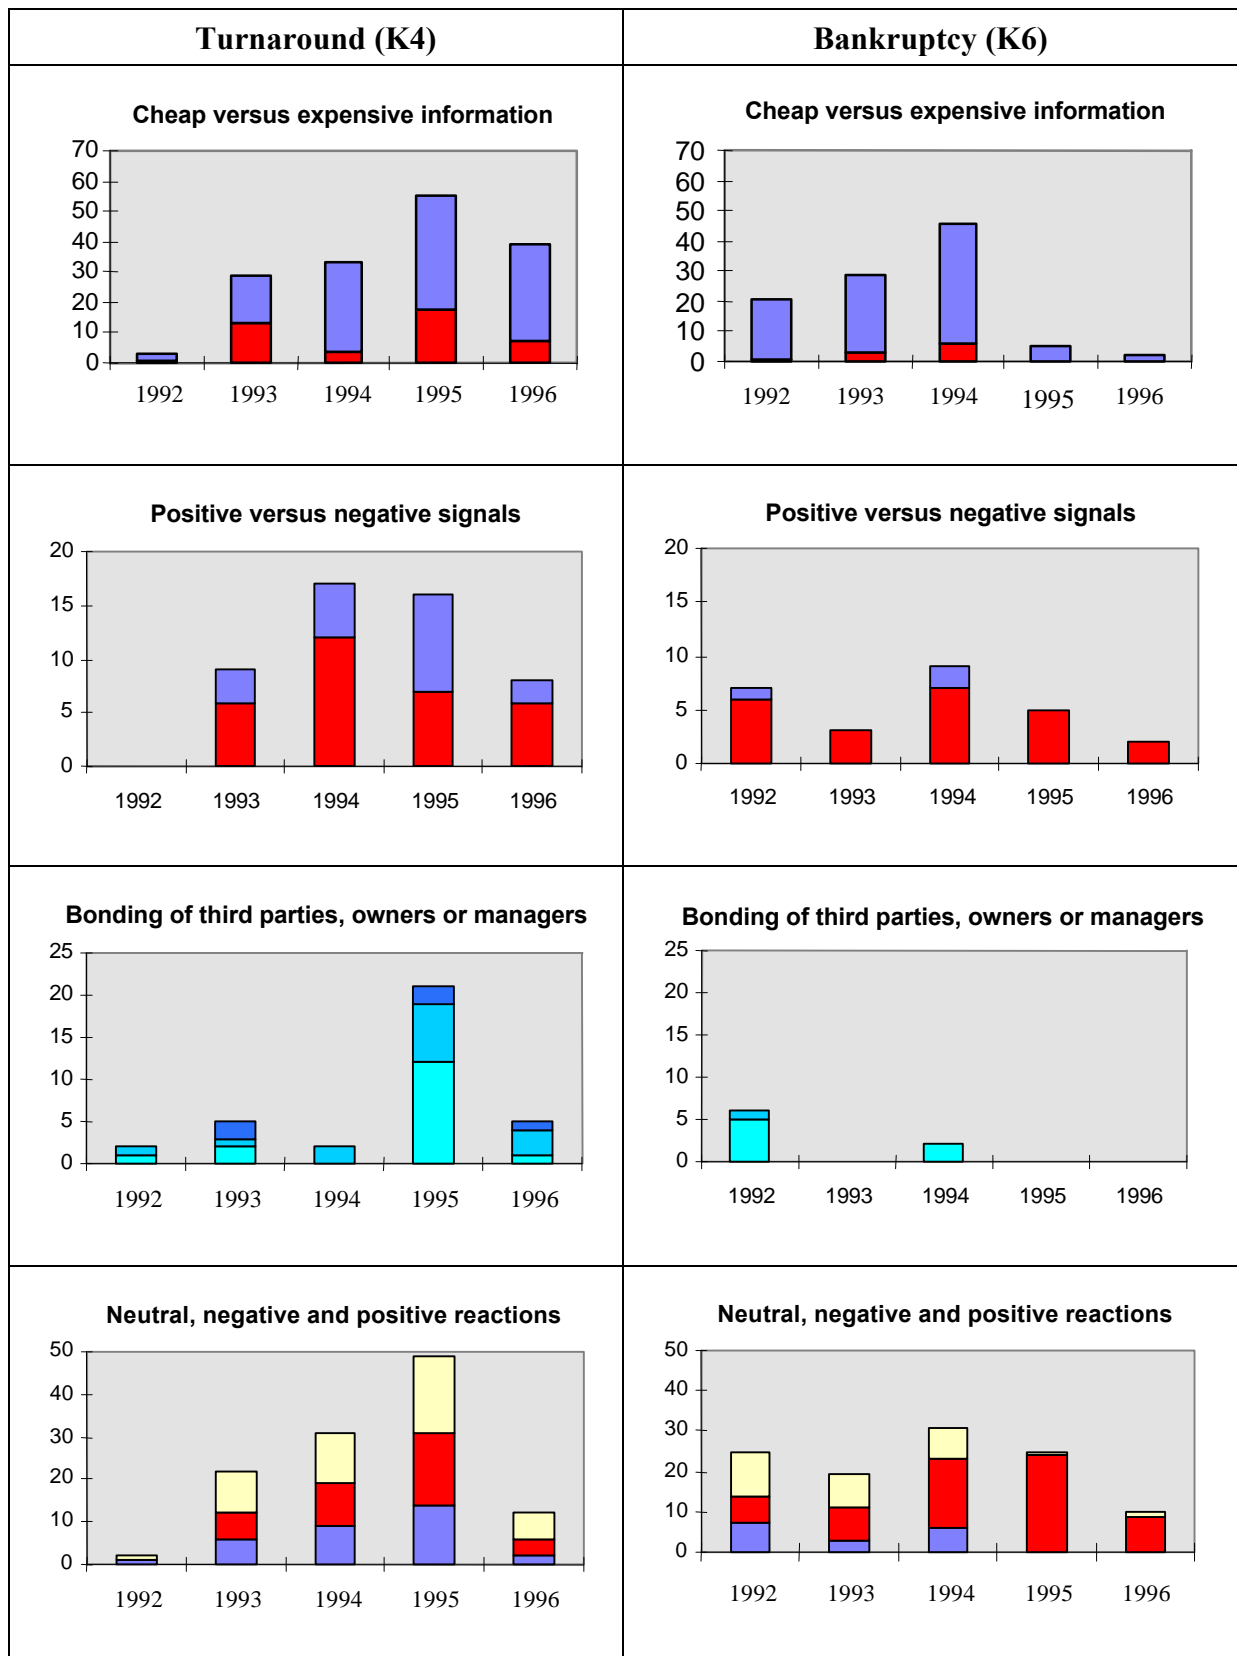 Turnaround (K4)
Bankruptcy (K6)
Cheap versus expensive information
70
60
50
40
30
20
10
0
1992 1993 1994 1995 1996
Cheap versus expensive information
70
60
50
40
30
20
10
0
1992 1993 1994 1995 1996
Positive versus negative signals
20
15
10
5
0
1992 1993 1994 1995 1996
Positive versus negative signals
20
15
10
5
0
1992 1993 1994 1995 1996
Bonding of third parties, owners or managers
25
20
15
10
5
0
1992 1993 1994 1995 1996
Bonding of third parties, owners or managers
25
20
15
10
5
0
1992 1993 1994 1995 1996
Neutral, negative and positive reactions
50
40
30
20
10
0
1992 1993 1994 1995 1996
Neutral, negative and positive reactions
50
40
30
20
10
0
1992 1993 1994 1995 1996